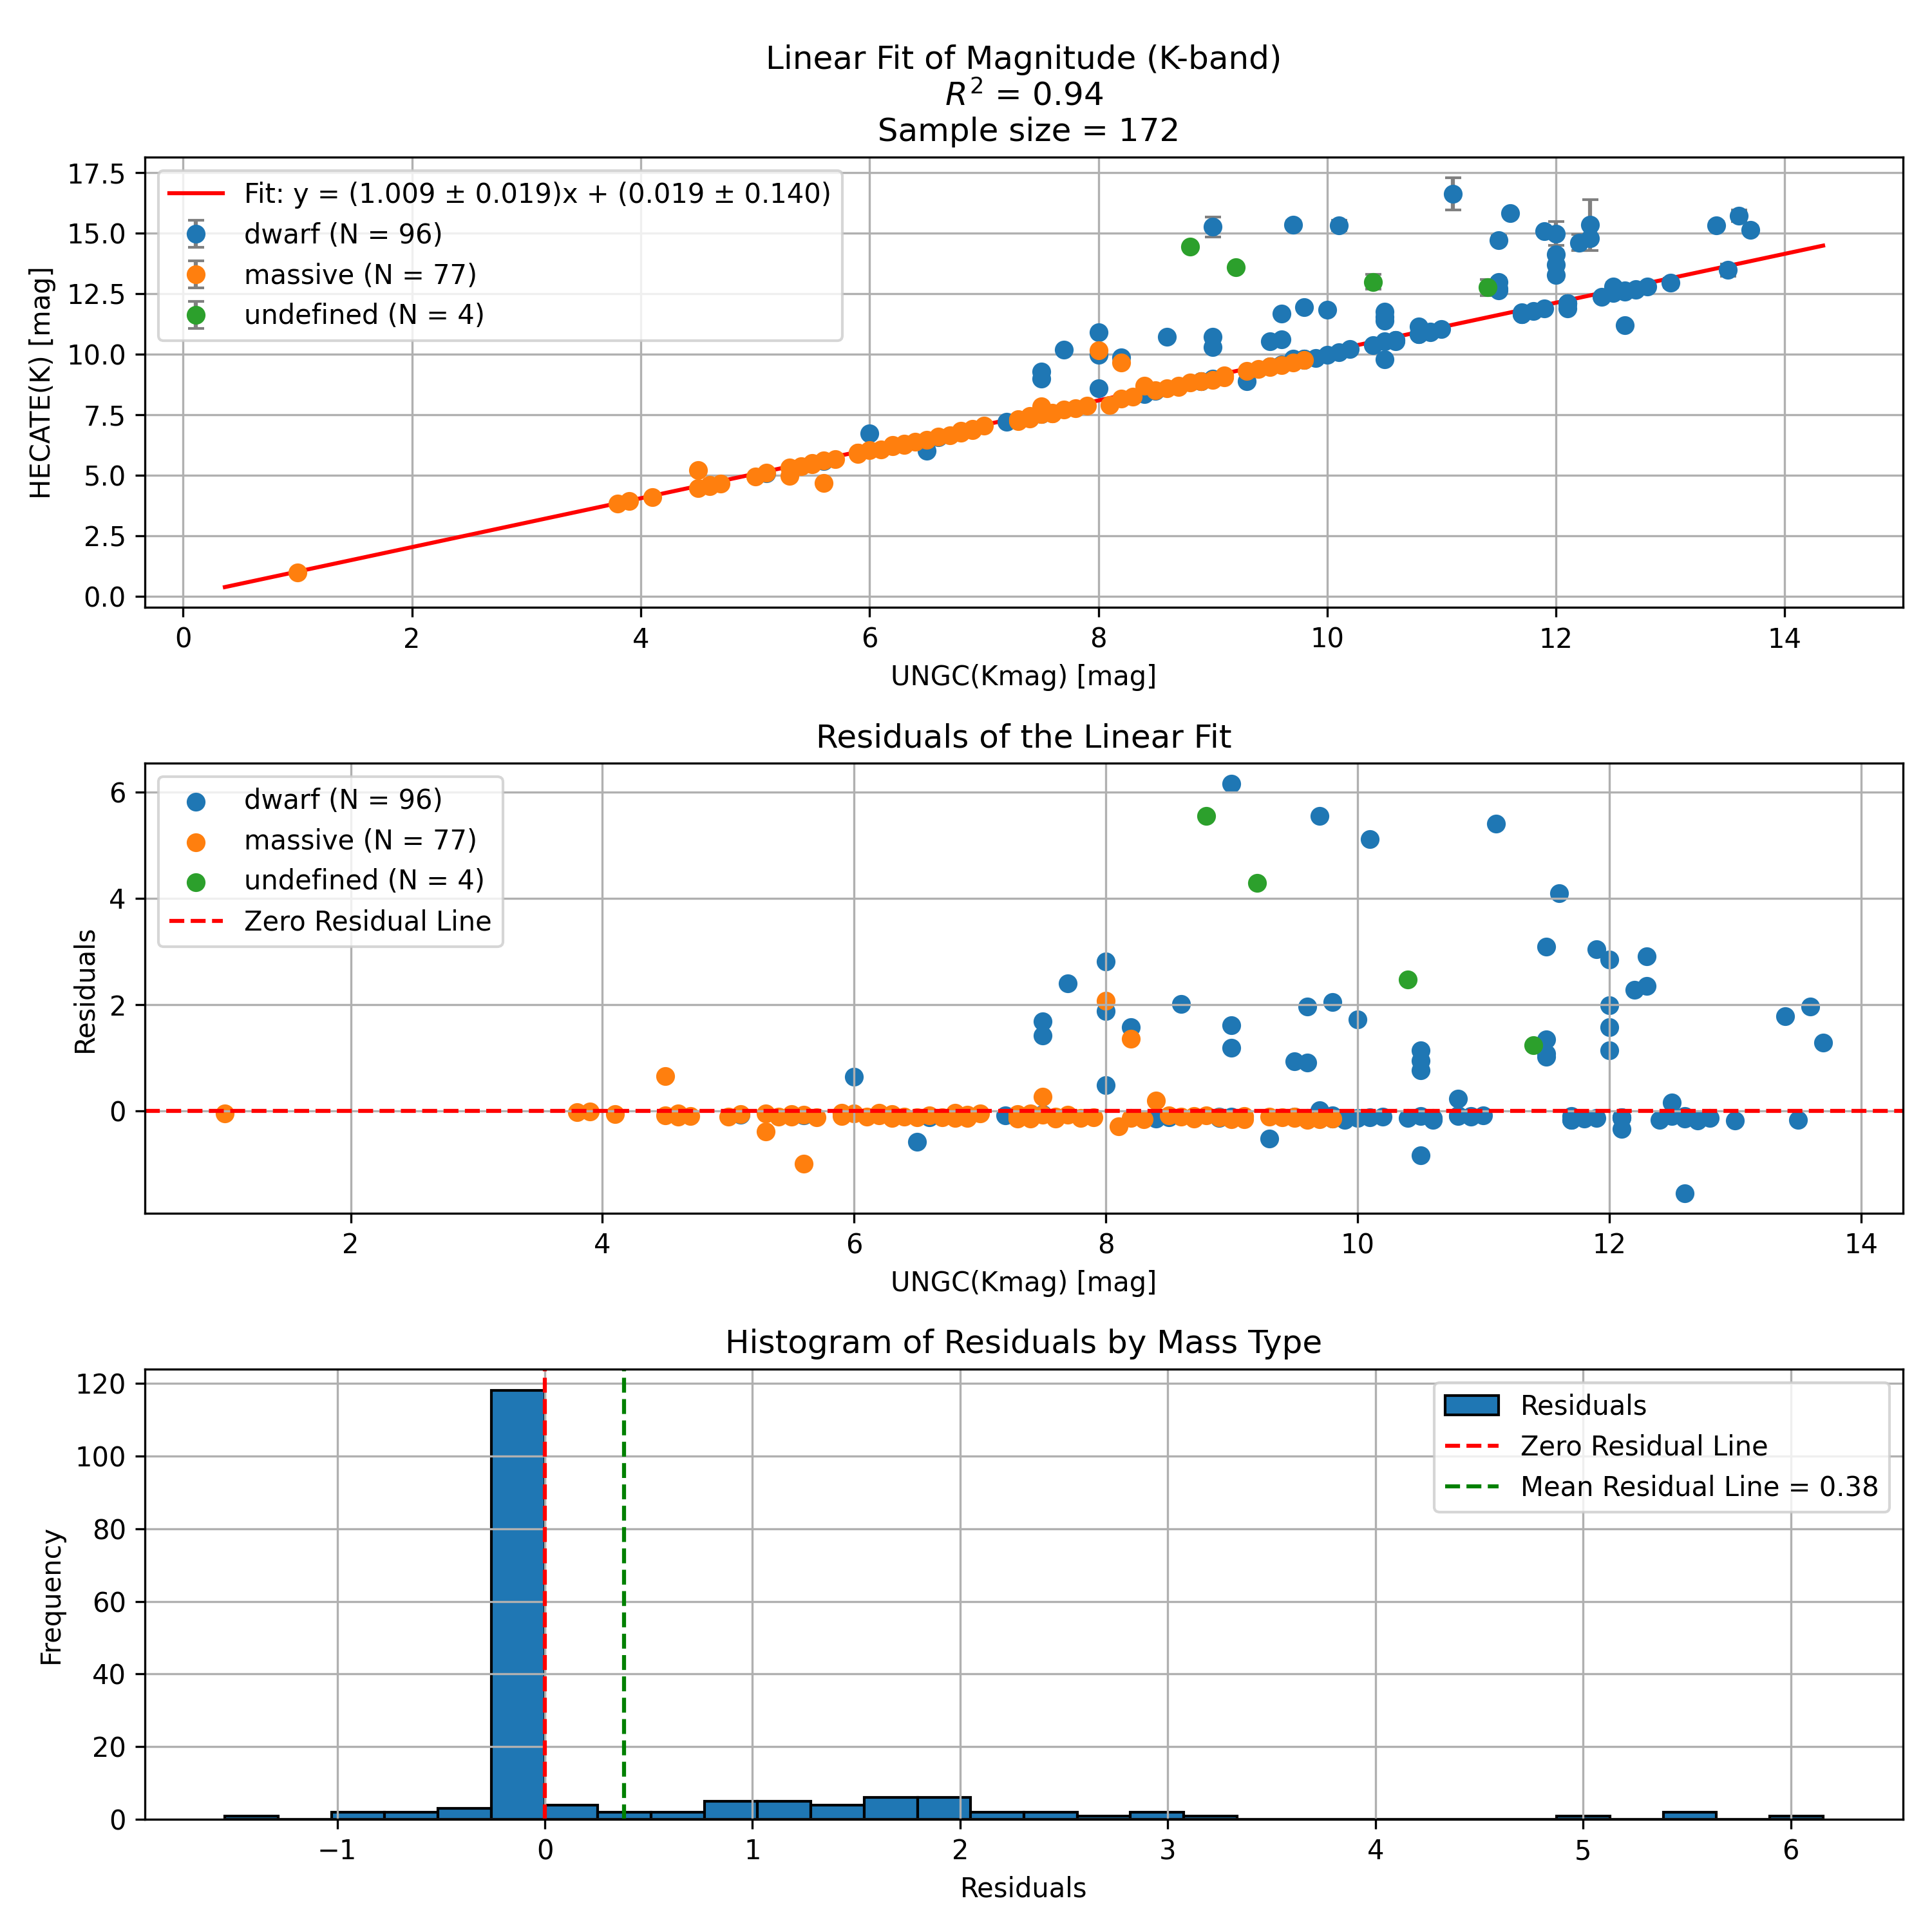 Linear Fit of Magnitude (K-band)
R² = 0.94
Sample size = 172
17.5
15.0
12.5
10.0
7.5
5.0
2.5
0.0
HECATE(K) [mag]
Fit: y = (1.009 ± 0.019)x + (0.019 ± 0.140)
dwarf (N = 96)
massive (N = 77)
undefined (N = 4)
0 2 4 6 8 10 12 14
UNGC(Kmag) [mag]
Residuals of the Linear Fit
6
4
2
0
Residuals
dwarf (N = 96)
massive (N = 77)
undefined (N = 4)
Zero Residual Line
2 4 6 8 10 12 14
UNGC(Kmag) [mag]
Histogram of Residuals by Mass Type
120
100
80
60
40
20
0
Frequency
Residuals
Zero Residual Line
Mean Residual Line = 0.38
−1 0 1 2 3 4 5 6
Residuals